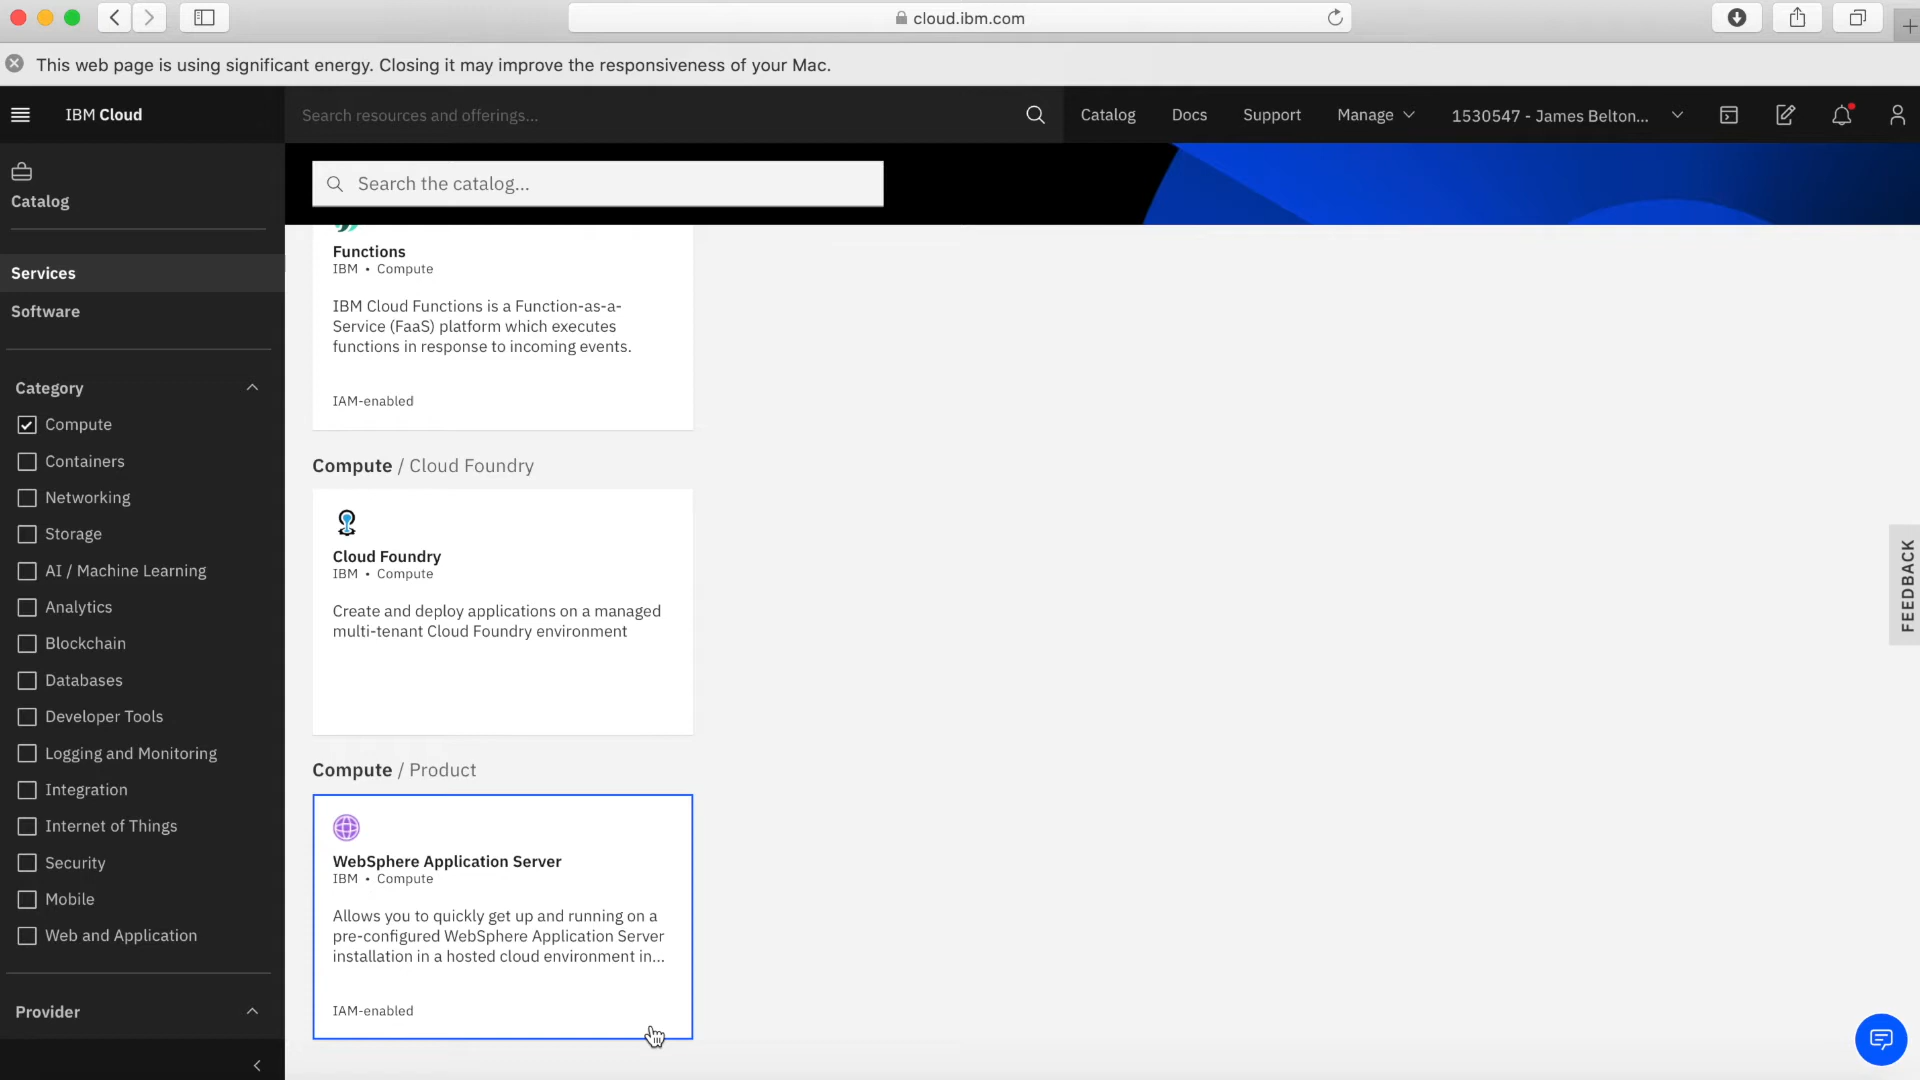 cloud.ibm.com
This web page is using significant energy. Closing it may improve the responsiveness of your Mac.
IBM Cloud
Search resources and offerings...
Catalog
Docs
Support
Manage
1530547 - James Belton...
Catalog
Services
Software
Category
Compute
Containers
Networking
Storage
AI / Machine Learning
Analytics
Blockchain
Databases
Developer Tools
Logging and Monitoring
Integration
Internet of Things
Security
Mobile
Web and Application
Provider
Search the catalog...
Functions
IBM • Compute
IBM Cloud Functions is a Function-as-a-
Service (FaaS) platform which executes
functions in response to incoming events.
IAM-enabled
Compute / Cloud Foundry
Cloud Foundry
IBM • Compute
Create and deploy applications on a managed
multi-tenant Cloud Foundry environment
Compute / Product
WebSphere Application Server
IBM • Compute
Allows you to quickly get up and running on a
pre-configured WebSphere Application Server
installation in a hosted cloud environment in...
IAM-enabled
FEEDBACK